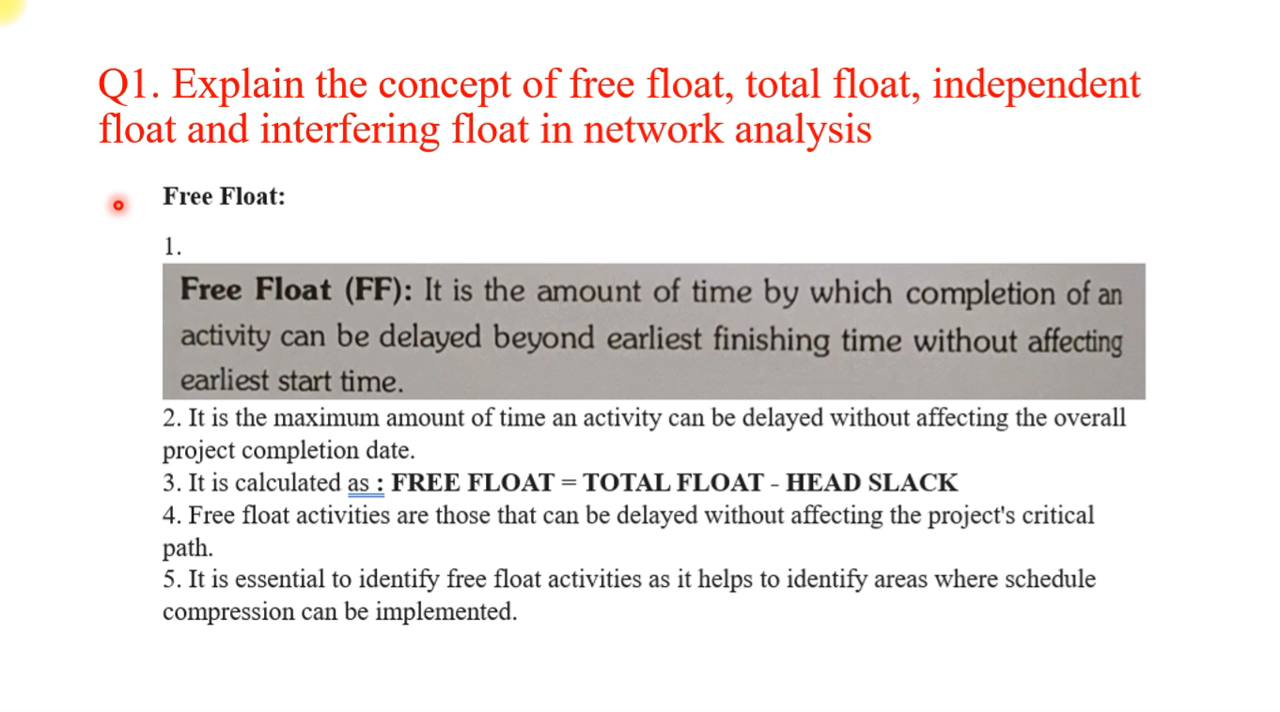 Q1. Explain the concept of free float, total float, independent
float and interfering float in network analysis
Free Float:
1.
Free Float (FF): It is the amount of time by which completion of an
activity can be delayed beyond earliest finishing time without affecting
earliest start time.
2. It is the maximum amount of time an activity can be delayed without affecting the overall
project completion date.
3. It is calculated as : FREE FLOAT = TOTAL FLOAT - HEAD SLACK
4. Free float activities are those that can be delayed without affecting the project's critical
path.
5. It is essential to identify free float activities as it helps to identify areas where schedule
compression can be implemented.